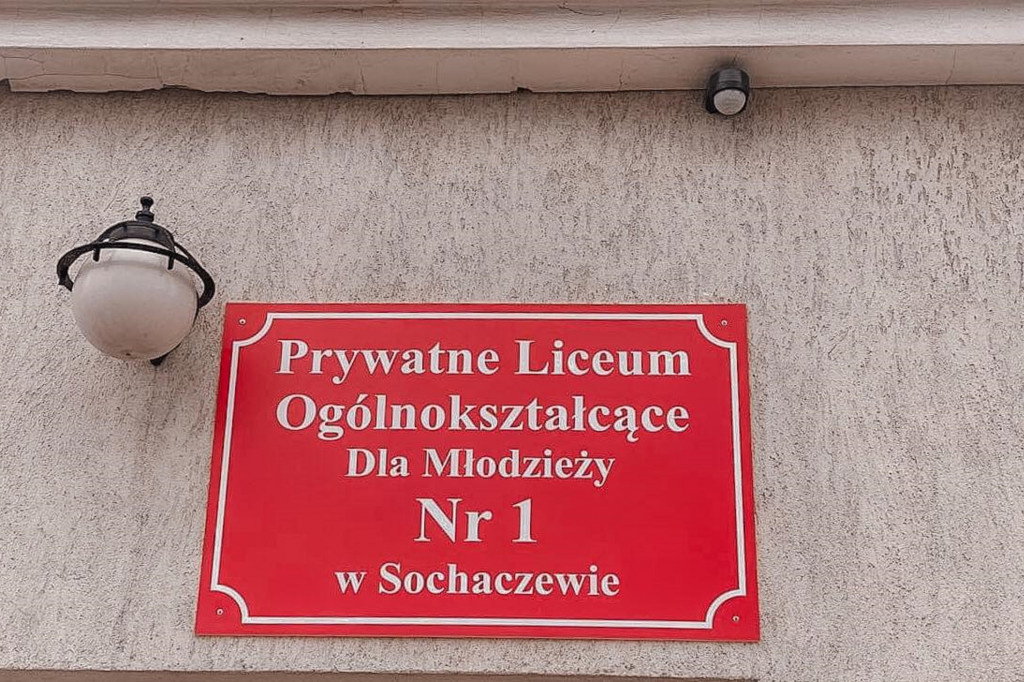 Prywatne Liceum
Ogólnokształcące
Dla Młodzieży
Nr 1
w Sochaczewie